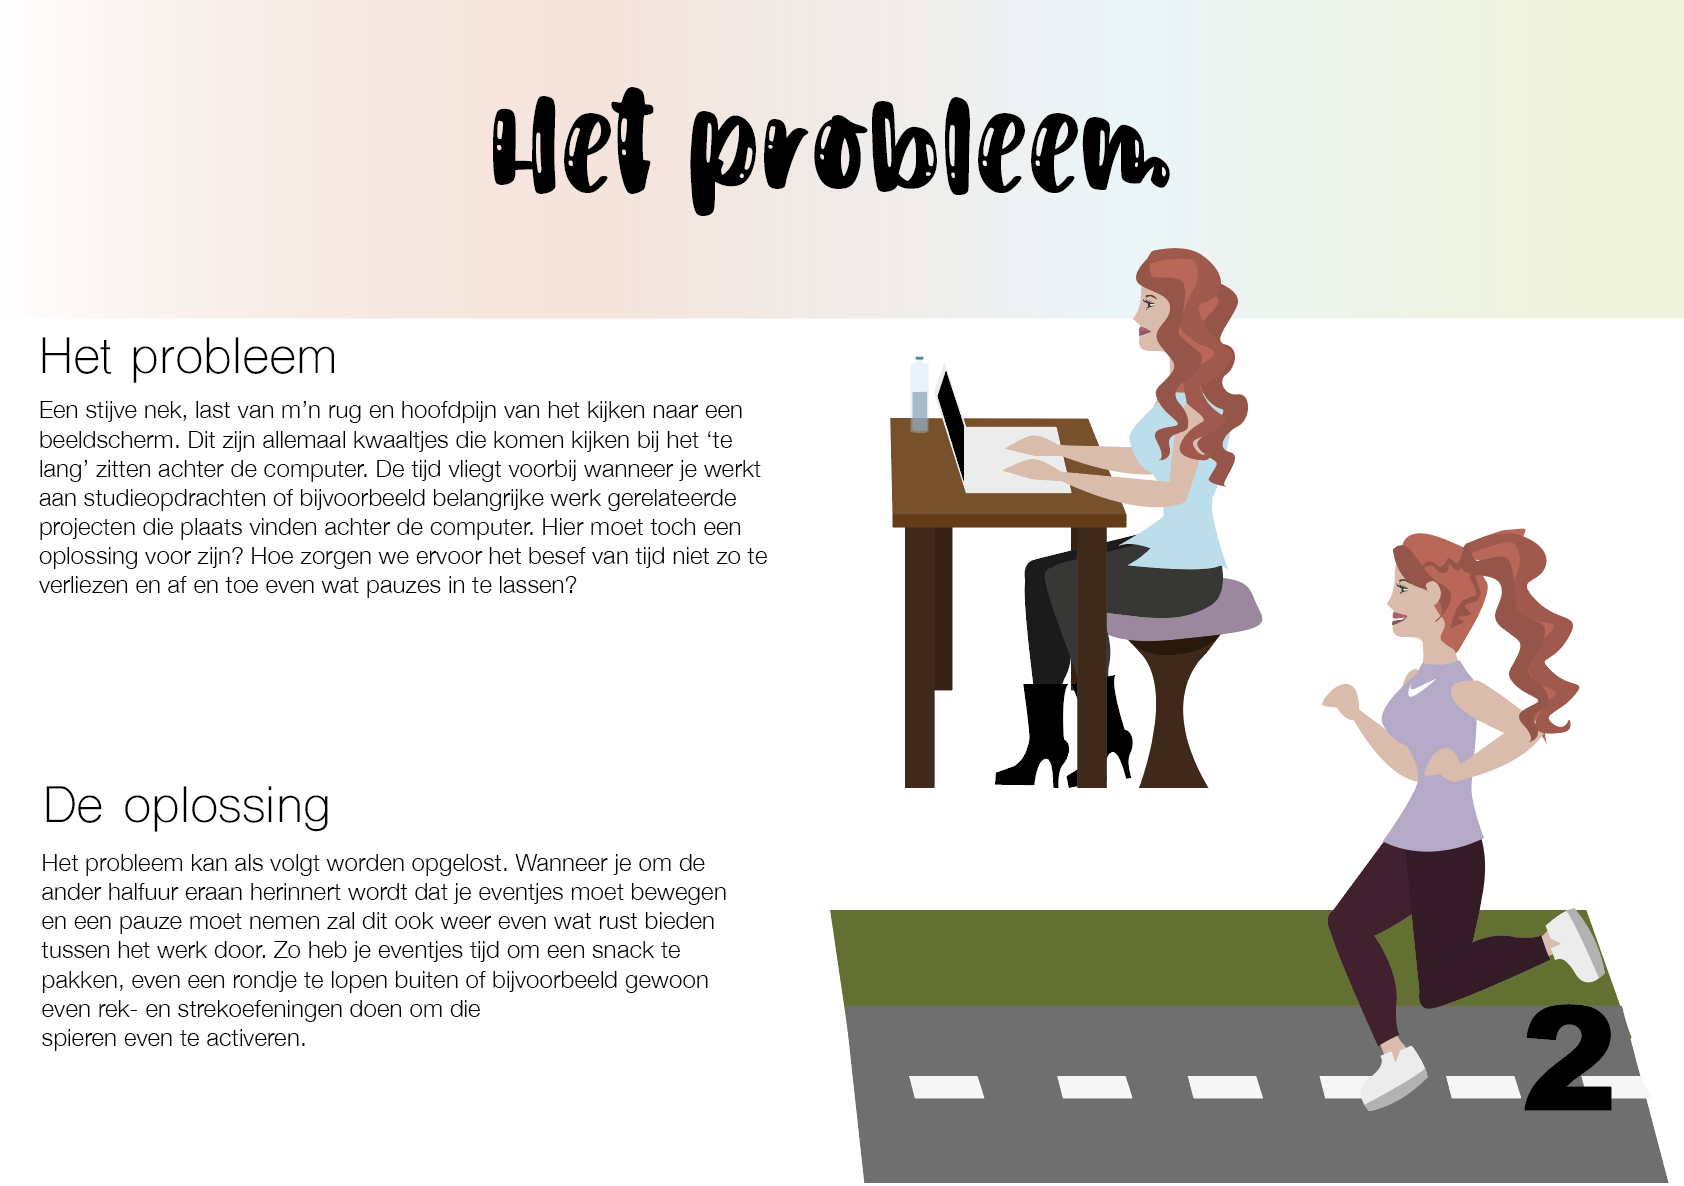 Het probleem
Het probleem
Een stijve nek, last van m’n rug en hoofdpijn van het kijken naar een
beeldscherm. Dit zijn allemaal kwaaltjes die komen kijken bij het ‘te
lang’ zitten achter de computer. De tijd vliegt voorbij wanneer je werkt
aan studieopdrachten of bijvoorbeeld belangrijke werk gerelateerde
projecten die plaats vinden achter de computer. Hier moet toch een
oplossing voor zijn? Hoe zorgen we ervoor het besef van tijd niet zo te
verliezen en af en toe even wat pauzes in te lassen?
De oplossing
Het probleem kan als volgt worden opgelost. Wanneer je om de
ander halfuur eraan herinnert wordt dat je eventjes moet bewegen
en een pauze moet nemen zal dit ook weer even wat rust bieden
tussen het werk door. Zo heb je eventjes tijd om een snack te
pakken, even een rondje te lopen buiten of bijvoorbeeld gewoon
even rek- en strekoefeningen doen om die
spieren even te activeren.
2